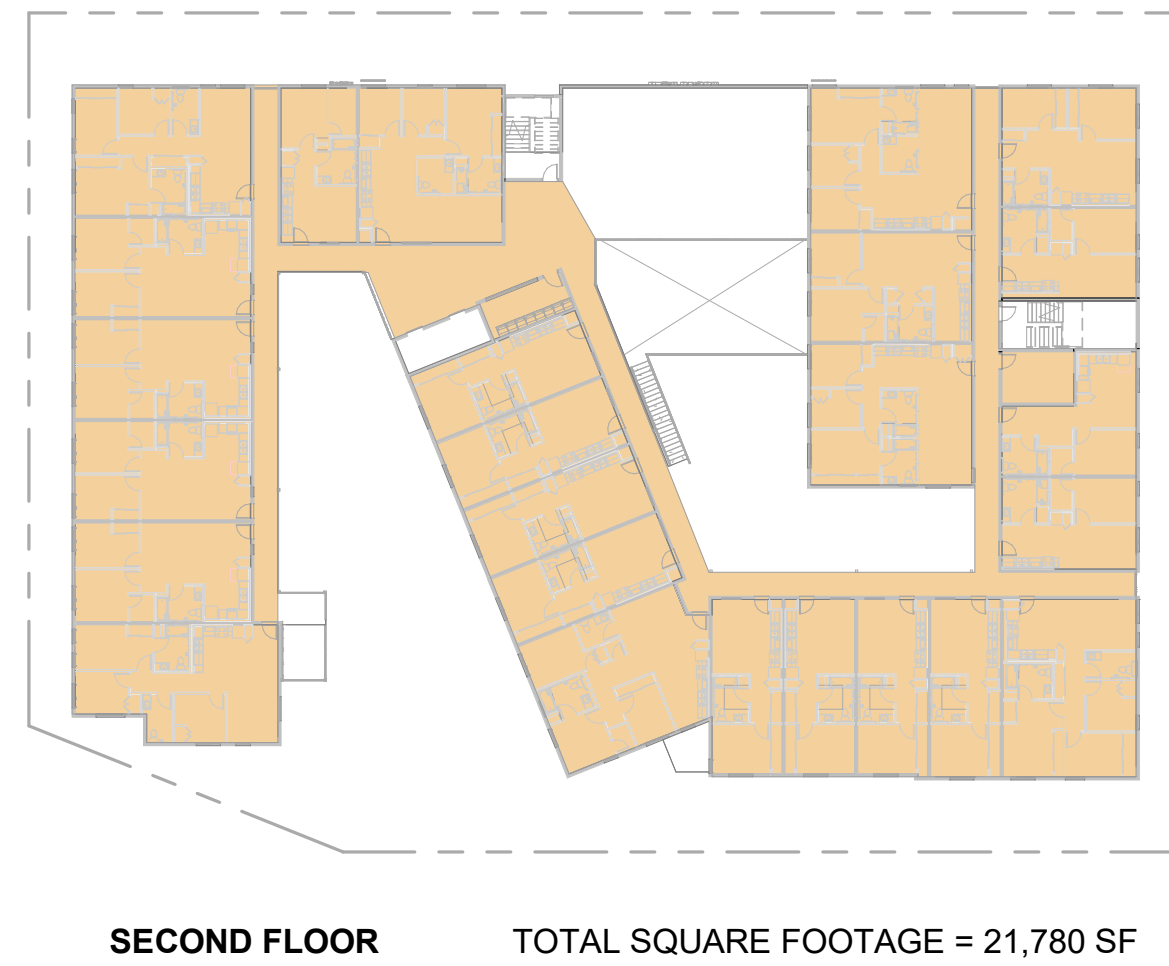 SECOND FLOOR TOTAL SQUARE FOOTAGE = 21,780 SF